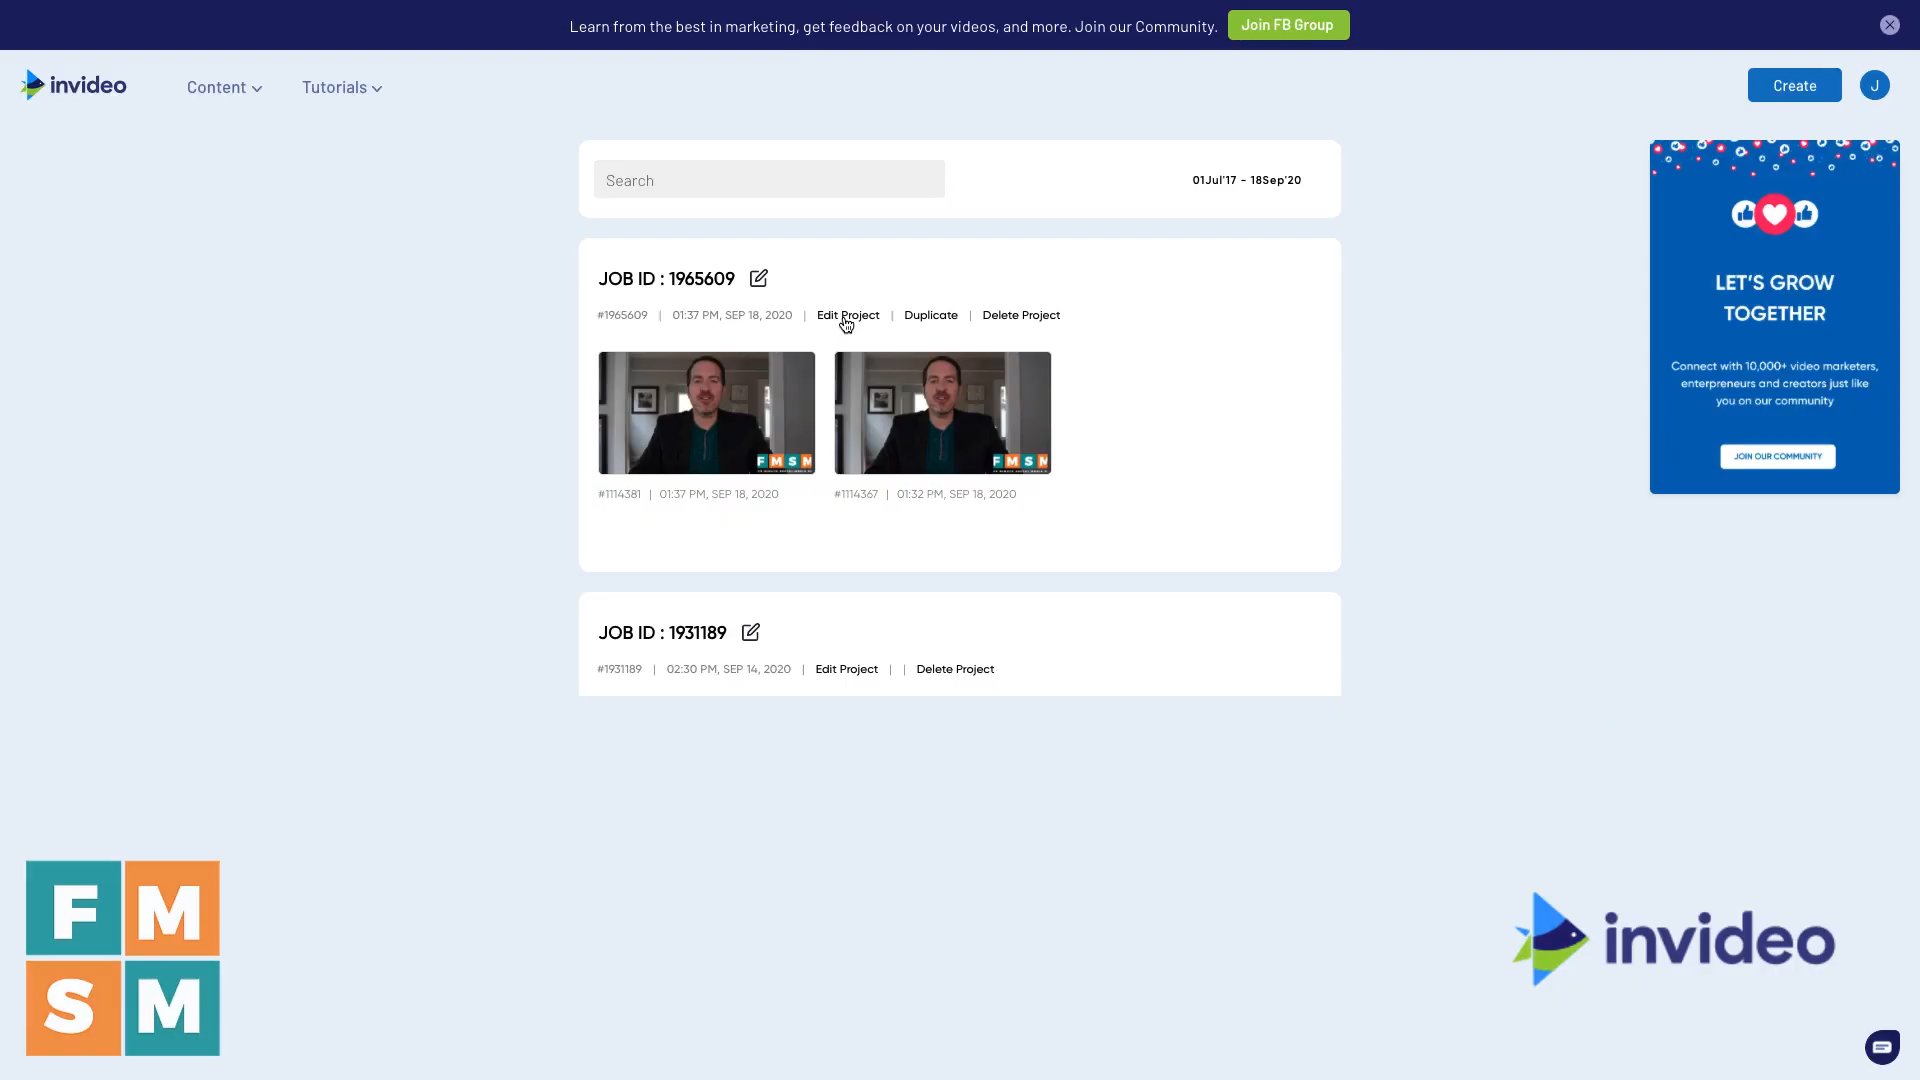 Learn from the best in marketing, get feedback on your videos, and more. Join our Community. Join FB Group
invideo Content Tutorials Create J
Search 01Jul'17 - 18Sep'20
JOB ID : 1965609
#1965609 | 01:37 PM, SEP 18, 2020 | Edit Project | Duplicate | Delete Project
FMSM FMSM
#1114381 | 01:37 PM, SEP 18, 2020 #1114367 | 01:32 PM, SEP 18, 2020
JOB ID : 1931189
#1931189 | 02:30 PM, SEP 14, 2020 | Edit Project | | Delete Project
LET'S GROW
TOGETHER
Connect with 10,000+ video marketers,
enterpreneurs and creators just like
you on our community
JOIN OUR COMMUNITY
F M
S M
invideo